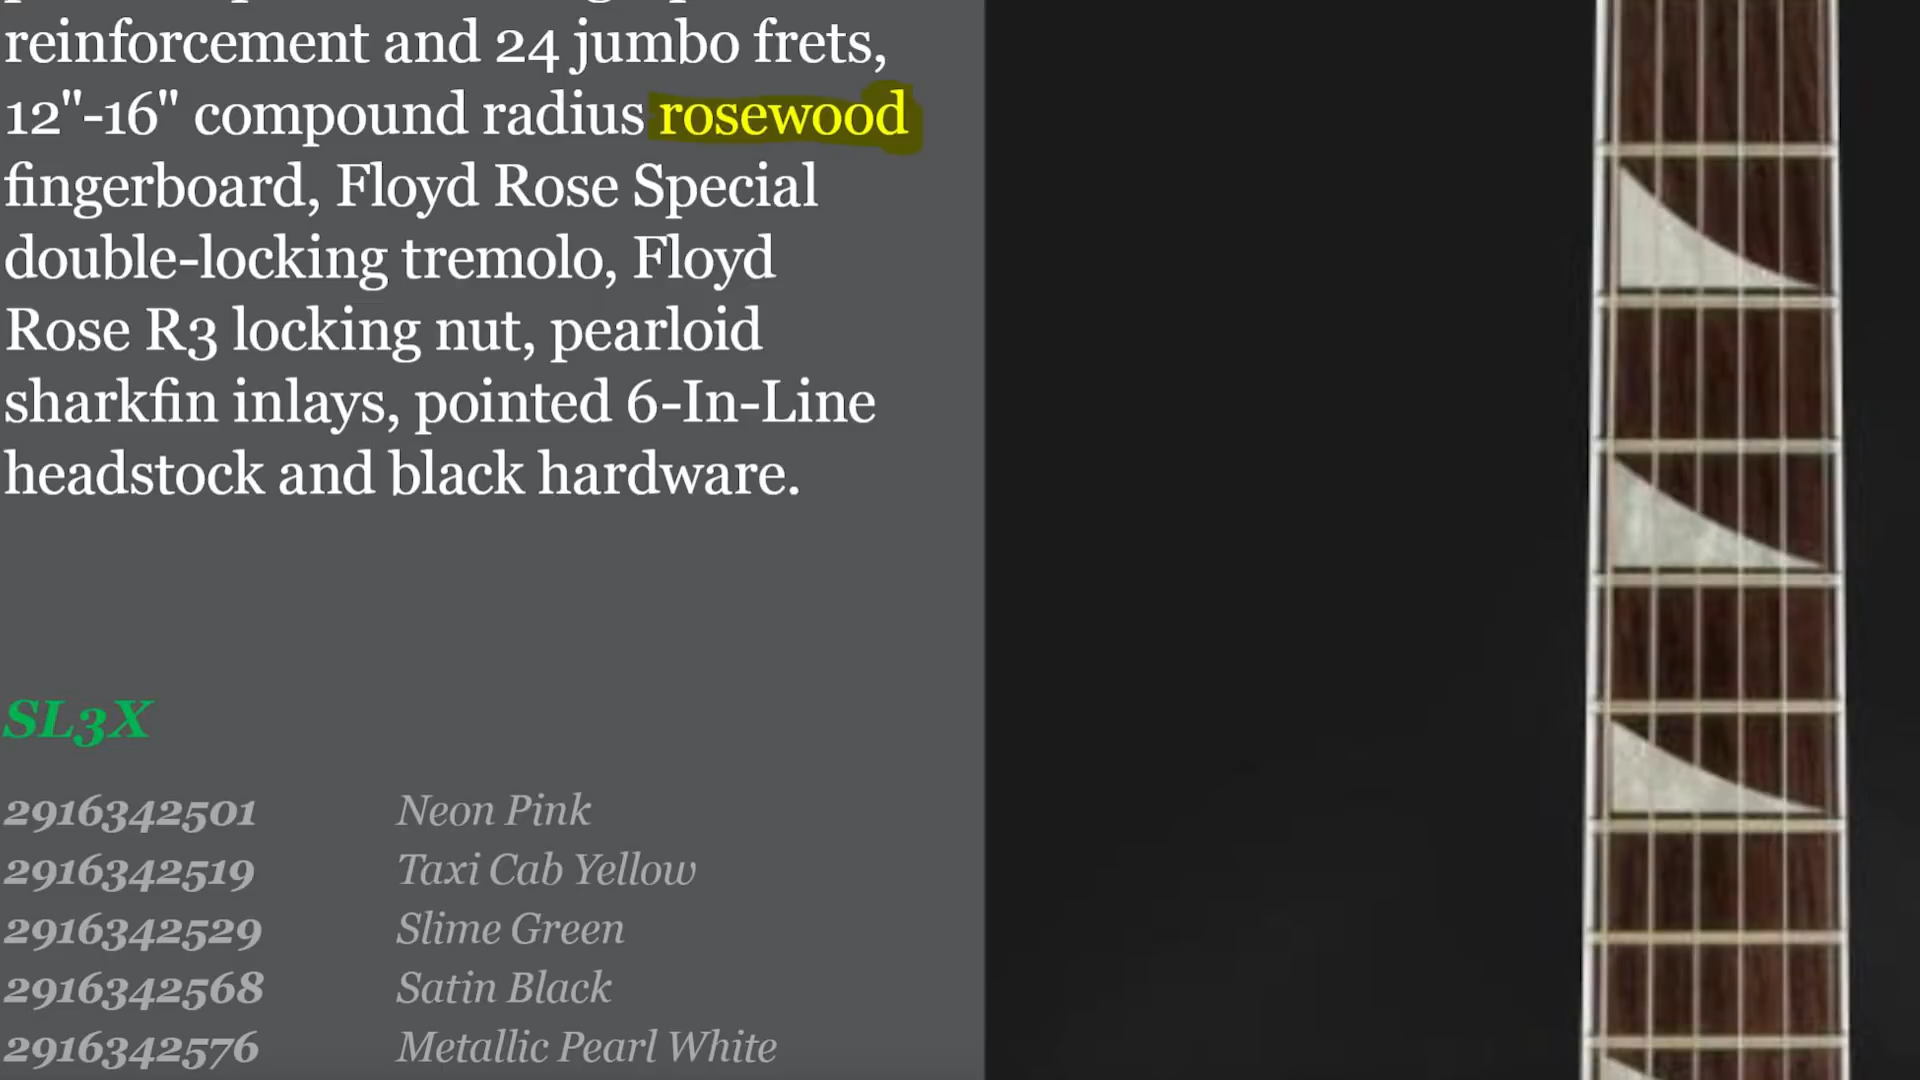 reinforcement and 24 jumbo frets,
12"-16" compound radius rosewood
fingerboard, Floyd Rose Special
double-locking tremolo, Floyd
Rose R3 locking nut, pearloid
sharkfin inlays, pointed 6-In-Line
headstock and black hardware.
SL3X
2916342501 Neon Pink
2916342519 Taxi Cab Yellow
2916342529 Slime Green
2916342568 Satin Black
2916342576 Metallic Pearl White